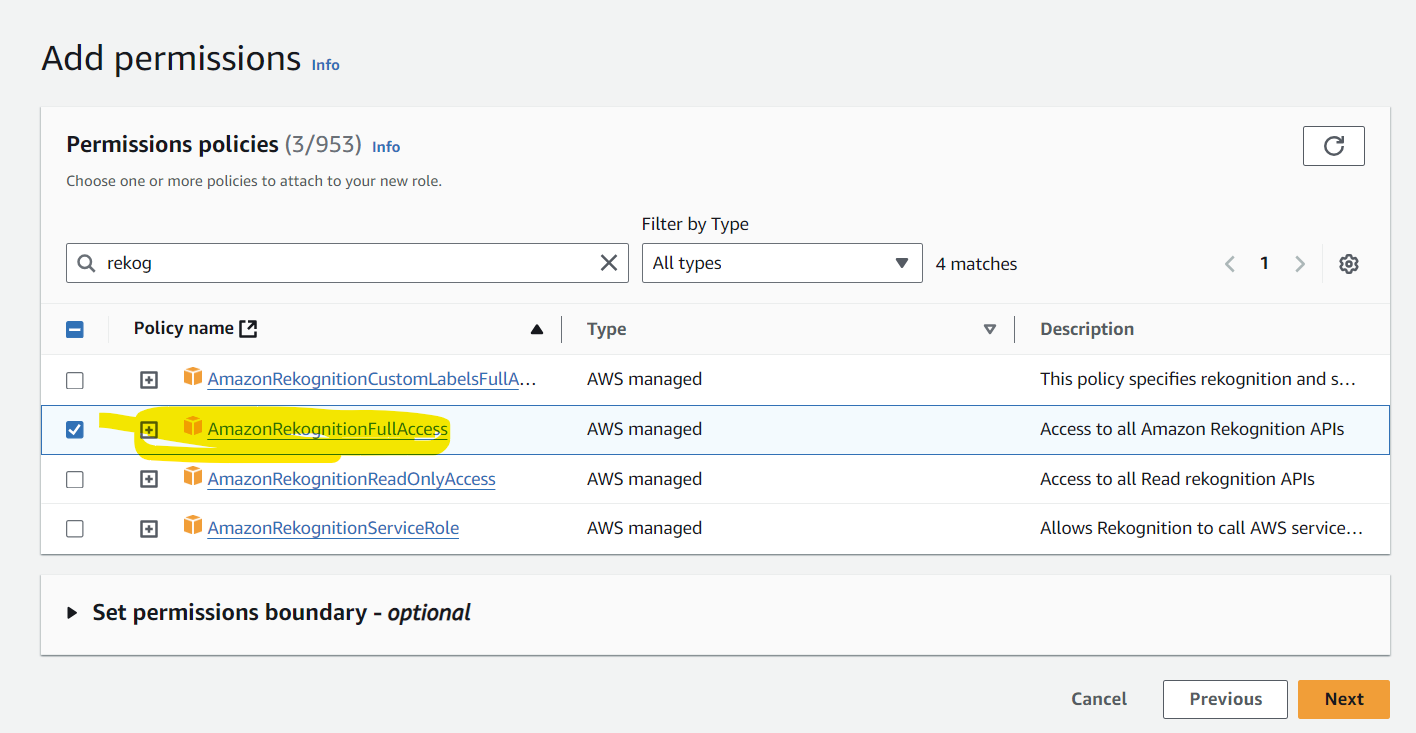 Add permissions Info
Permissions policies (3/953) Info
Choose one or more policies to attach to your new role.
Filter by Type
rekog
All types
4 matches
1
Policy name
Type
Description
AmazonRekognitionCustomLabelsFullA... AWS managed This policy specifies rekognition and s...
AmazonRekognitionFullAccess AWS managed Access to all Amazon Rekognition APIs
AmazonRekognitionReadOnlyAccess AWS managed Access to all Read rekognition APIs
AmazonRekognitionServiceRole AWS managed Allows Rekognition to call AWS service...
Set permissions boundary - optional
Cancel
Previous
Next